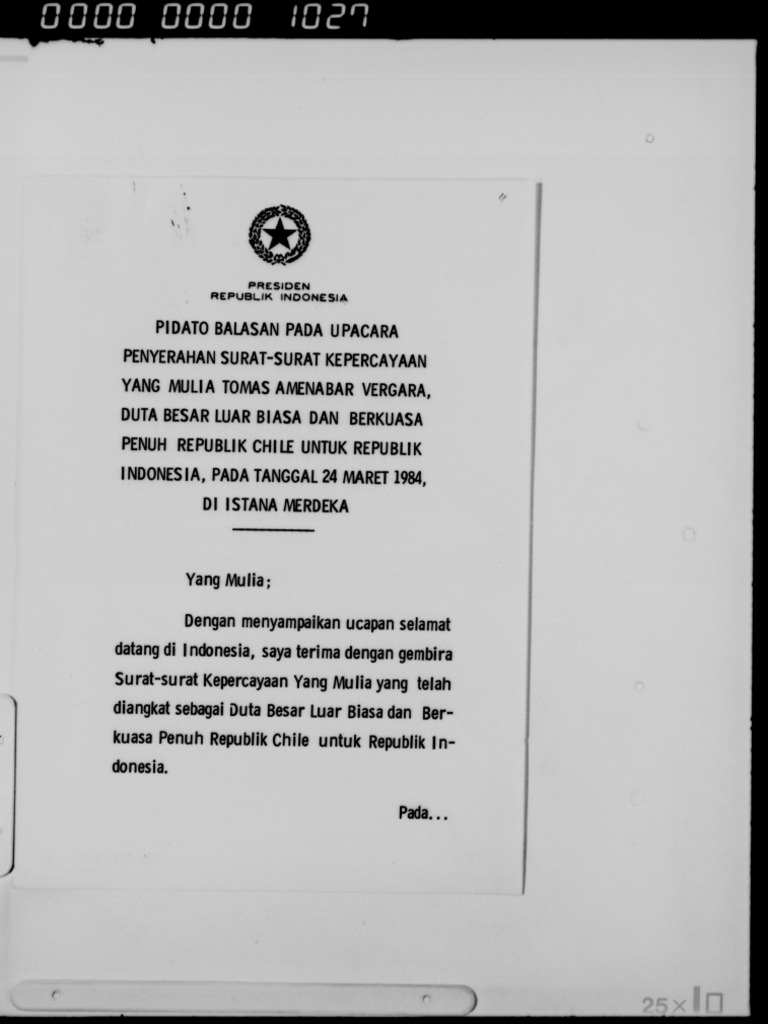 0000 0000 1027
PRESIDEN
REPUBLIK INDONESIA
PIDATO BALASAN PADA UPACARA
PENYERAHAN SURAT-SURAT KEPERCAYAAN
YANG MULIA TOMAS AMENABAR VERGARA,
DUTA BESAR LUAR BIASA DAN BERKUASA
PENUH REPUBLIK CHILE UNTUK REPUBLIK
INDONESIA, PADA TANGGAL 24 MARET 1984,
DI ISTANA MERDEKA
Yang Mulia;
Dengan menyampaikan ucapan selamat
datang di Indonesia, saya terima dengan gembira
Surat-surat Kepercayaan Yang Mulia yang telah
diangkat sebagai Duta Besar Luar Biasa dan Ber-
kuasa Penuh Republik Chile untuk Republik In-
donesia.
Pada...
25×